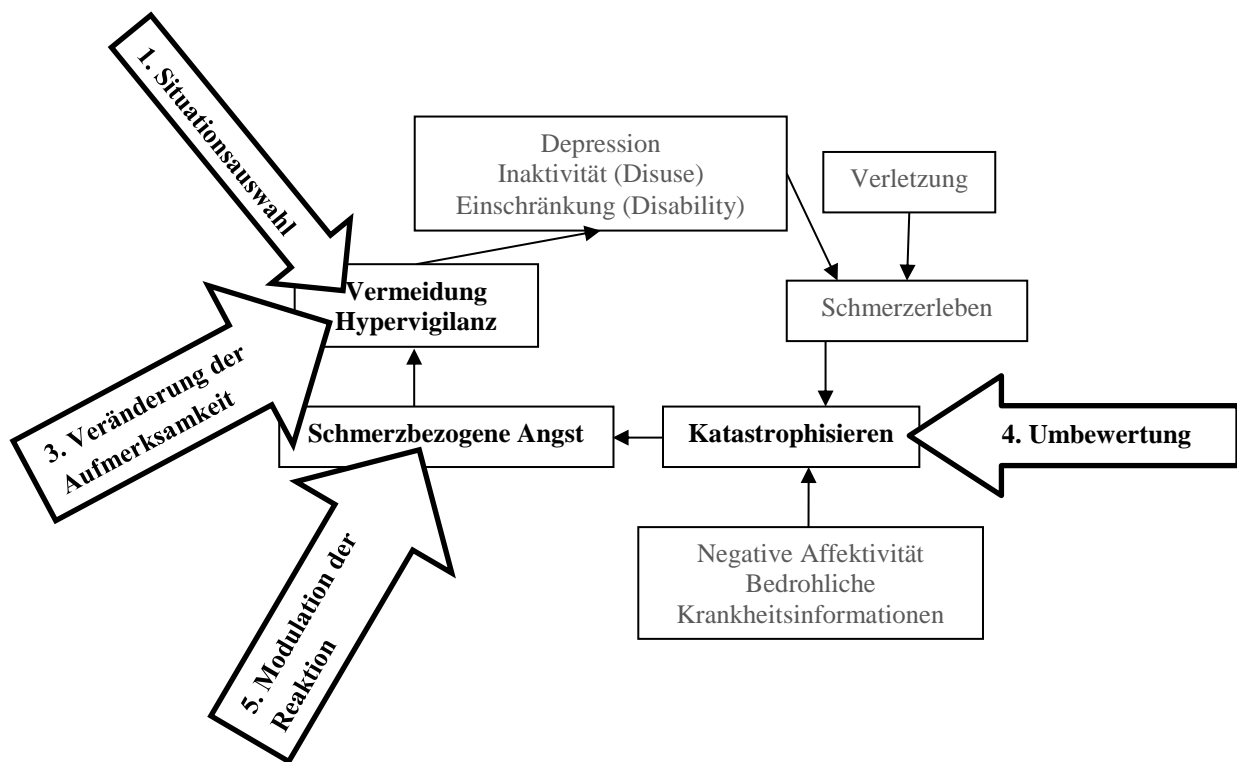 1. Situationsauswahl
Depression
Inaktivität (Disuse)
Einschränkung (Disability)
Verletzung
Vermeidung
Hypervigilanz
Schmerzerleben
3. Veränderung der
Aufmerksamkeit
Schmerzbezogene Angst
Katastrophisieren
4. Umbewertung
5. Modulation der
Reaktion
Negative Affektivität
Bedrohliche
Krankheitsinformationen